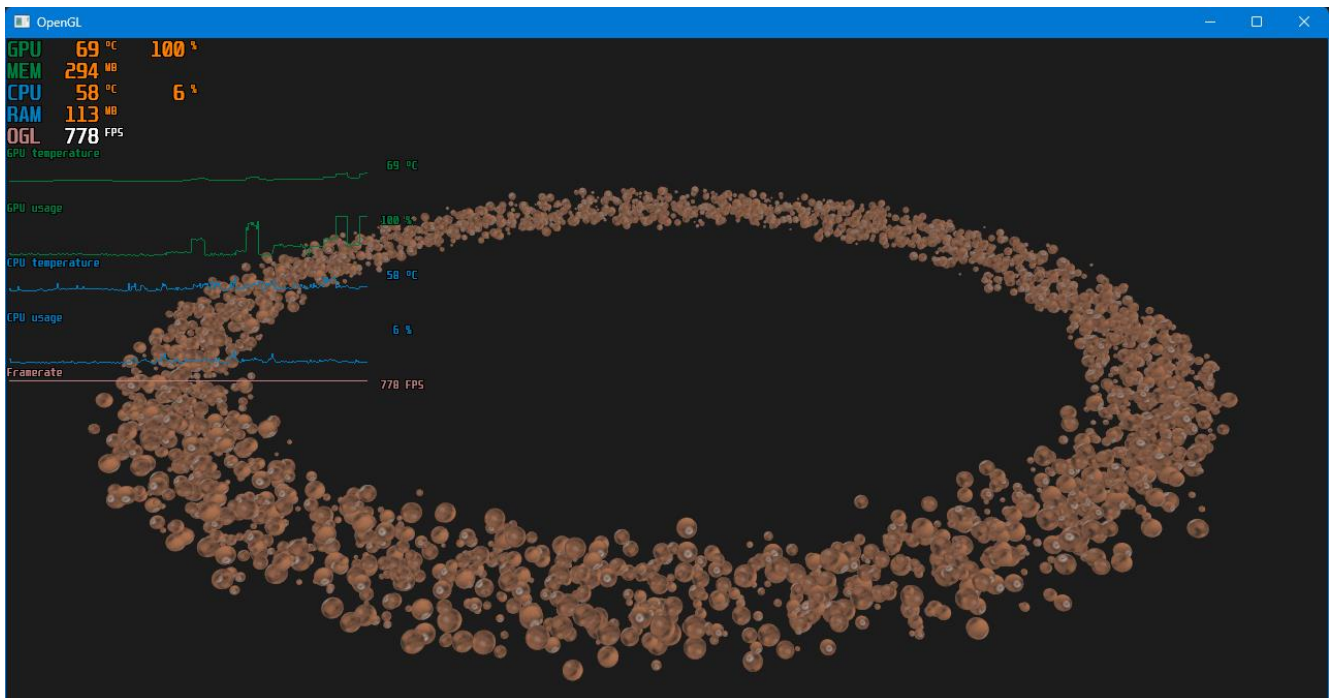 OpenGL
GPU 69 °C 100 %
MEM 294 MB
CPU 58 °C 6 %
RAM 113 MB
OGL 778 FPS
GPU temperature
69 °C
GPU usage
100 %
CPU temperature
58 °C
CPU usage
6 %
Framerate
778 FPS